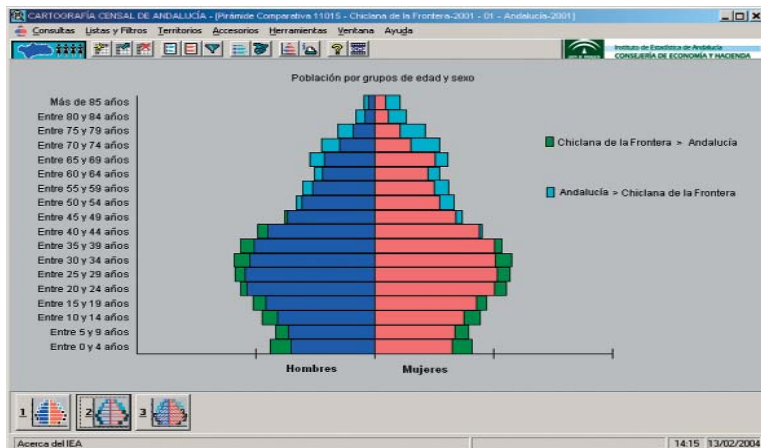 CARTOGRAFÍA CENSAL DE ANDALUCÍA - [Pirámide Comparativa 11015 - Chiclana de la Frontera-2001 - 01 - Andalucía-2001]
Consultas Listas y Filtros Territorios Accesorios Herramientas Ventana Ayuda
Instituto de Estadística de Andalucía
CONSEJERÍA DE ECONOMÍA Y HACIENDA
Población por grupos de edad y sexo
Más de 85 años
Entre 80 y 84 años
Entre 75 y 79 años
Entre 70 y 74 años
Entre 65 y 69 años
Entre 60 y 64 años
Entre 55 y 59 años
Entre 50 y 54 años
Entre 45 y 49 años
Entre 40 y 44 años
Entre 35 y 39 años
Entre 30 y 34 años
Entre 25 y 29 años
Entre 20 y 24 años
Entre 15 y 19 años
Entre 10 y 14 años
Entre 5 y 9 años
Entre 0 y 4 años
Chiclana de la Frontera > Andalucía
Andalucía > Chiclana de la Frontera
Hombres Mujeres
1 2 3
Acerca del IEA 14:15 13/02/2004